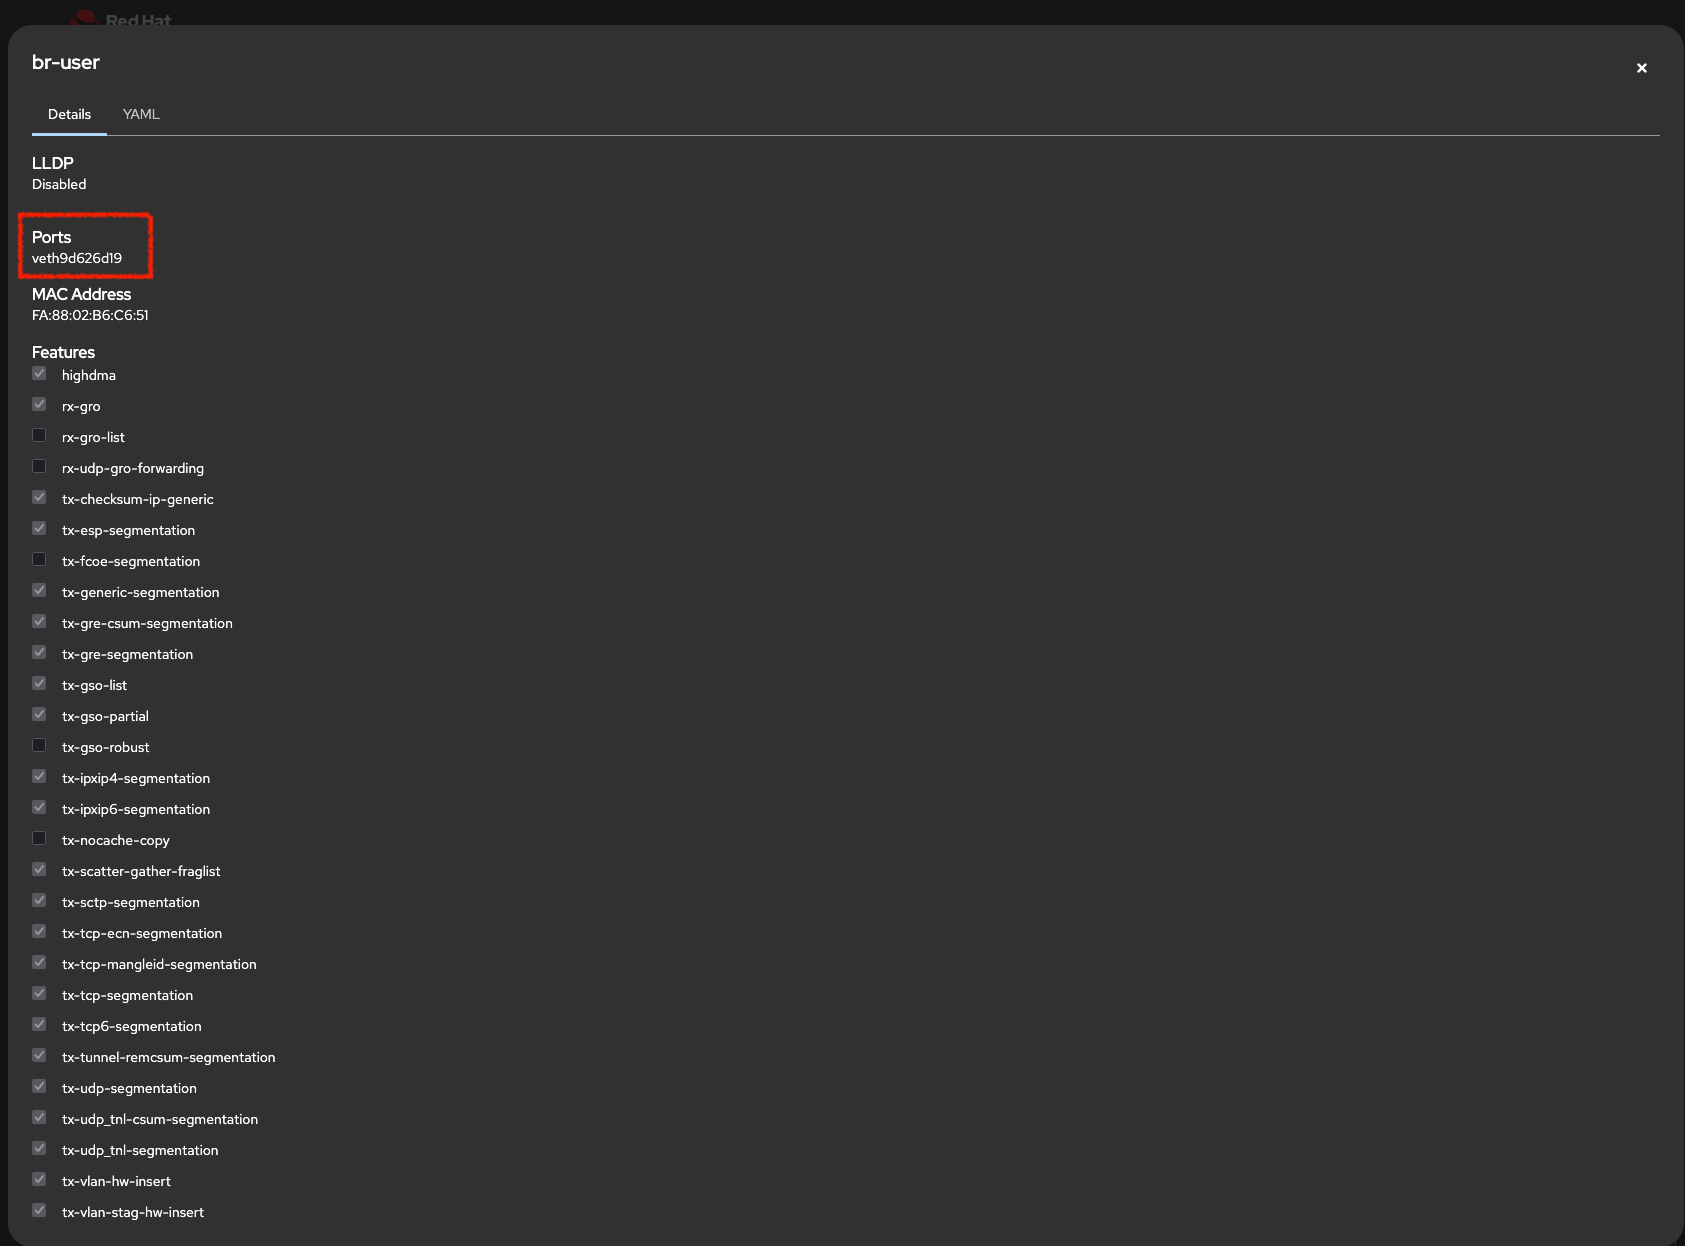 Red Hat
br-user
Details YAML
LLDP
Disabled
Ports
veth9d626d19
MAC Address
FA:88:02:B6:C6:51
Features
highdma
rx-gro
rx-gro-list
rx-udp-gro-forwarding
tx-checksum-ip-generic
tx-esp-segmentation
tx-fcoe-segmentation
tx-generic-segmentation
tx-gre-csum-segmentation
tx-gre-segmentation
tx-gso-list
tx-gso-partial
tx-gso-robust
tx-ipxip4-segmentation
tx-ipxip6-segmentation
tx-nocache-copy
tx-scatter-gather-fraglist
tx-sctp-segmentation
tx-tcp-ecn-segmentation
tx-tcp-mangleid-segmentation
tx-tcp-segmentation
tx-tcp6-segmentation
tx-tunnel-remcsum-segmentation
tx-udp-segmentation
tx-udp_tnl-csum-segmentation
tx-udp_tnl-segmentation
tx-vlan-hw-insert
tx-vlan-stag-hw-insert